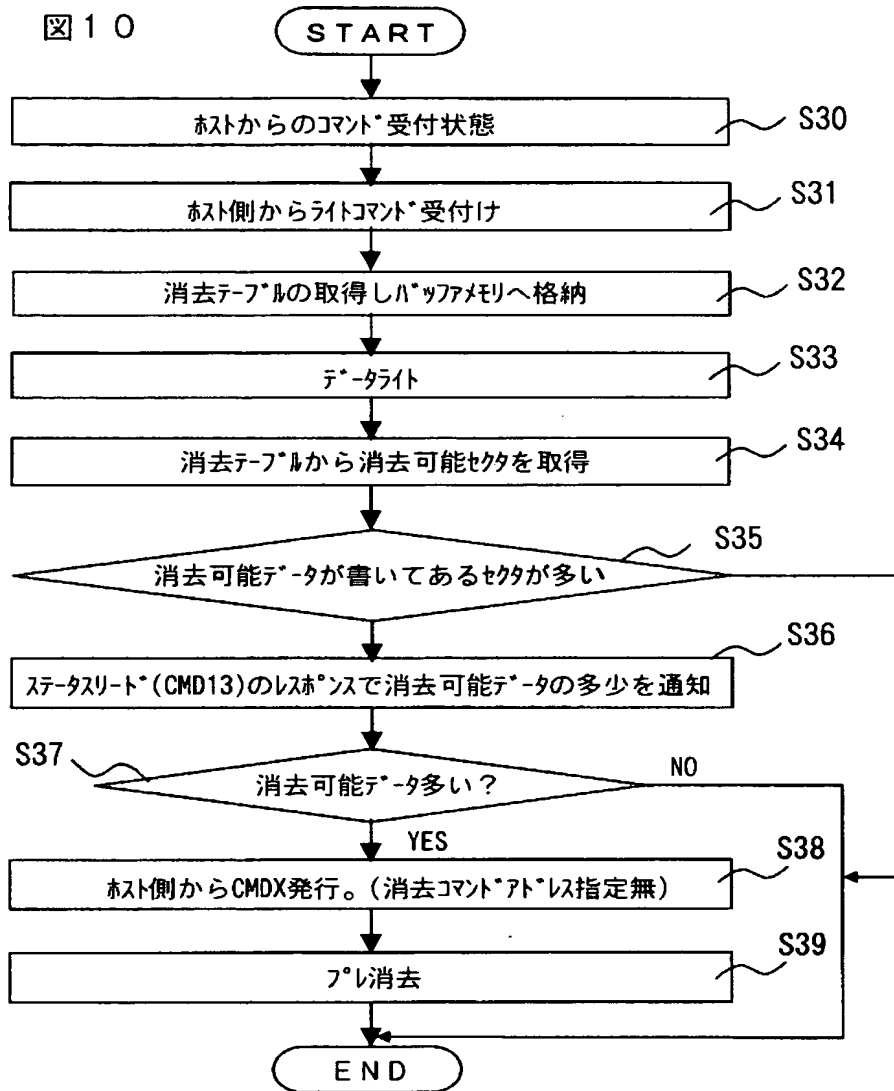 図１０
ＳＴＡＲＴ
ﾎｽﾄからのｺﾏﾝﾄﾞ受付状態
S30
ﾎｽﾄ側からﾗｲﾄｺﾏﾝﾄﾞ受付け
S31
消去ﾃｰﾌﾞﾙの取得しﾊﾞｯﾌｧﾒﾓﾘへ格納
S32
ﾃﾞｰﾀﾗｲﾄ
S33
消去ﾃｰﾌﾞﾙから消去可能ｾｸﾀを取得
S34
消去可能ﾃﾞｰﾀが書いてあるｾｸﾀが多い
S35
ｽﾃｰﾀｽﾘｰﾄﾞ(CMD13)のﾚｽﾎﾟﾝｽで消去可能ﾃﾞｰﾀの多少を通知
S36
S37
消去可能ﾃﾞｰﾀ多い？
NO
YES
ﾎｽﾄ側からCMDX発行。(消去ｺﾏﾝﾄﾞｱﾄﾞﾚｽ指定無)
S38
ﾌﾟﾚ消去
S39
ＥＮＤ